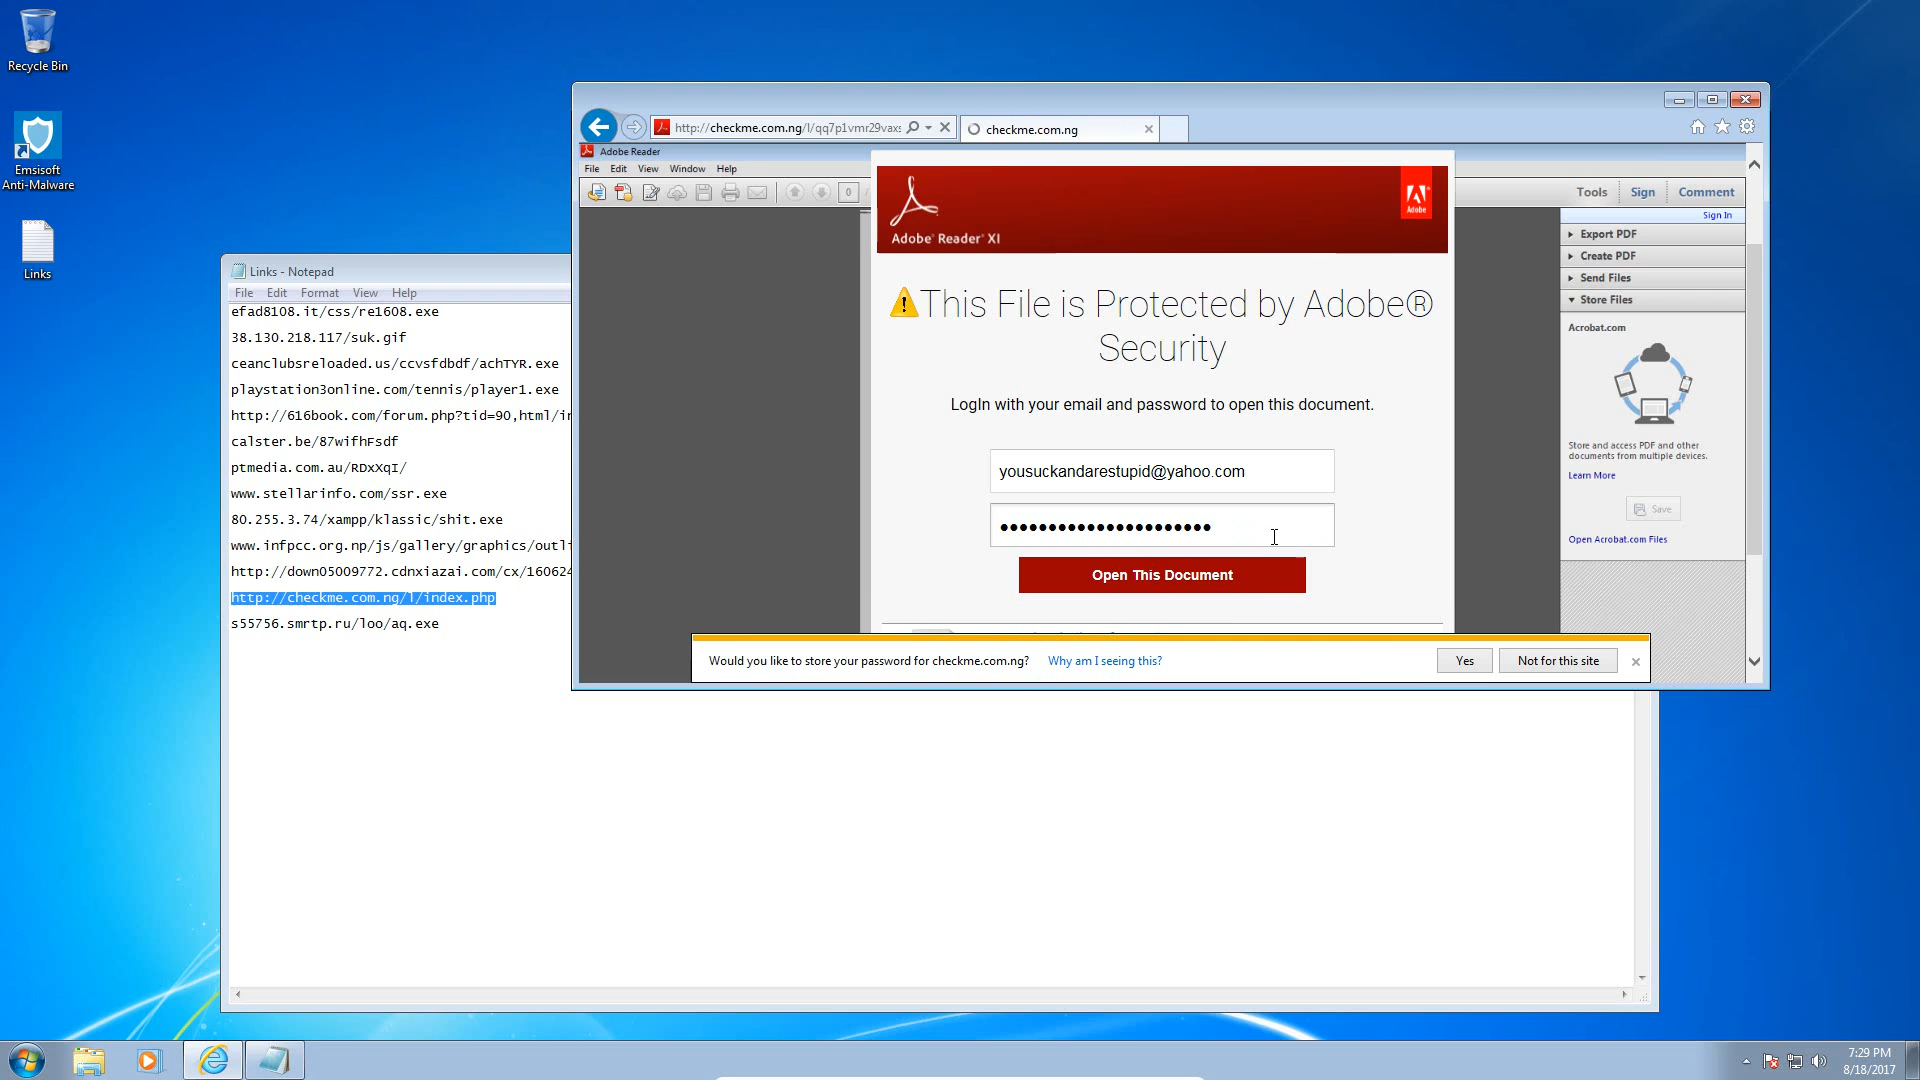 Recycle Bin
Emsisoft
Anti-Malware
Links
Links - Notepad
File Edit Format View Help
efad8108.it/css/re1608.exe
38.130.218.117/suk.gif
ceanclubsreloaded.us/ccvsfdbdf/achTYR.exe
playstation3online.com/tennis/player1.exe
http://616book.com/forum.php?tid=90,html/in
calster.be/87wifhFsdf
ptmedia.com.au/RDxXqI/
www.stellarinfo.com/ssr.exe
80.255.3.74/xampp/klassic/shit.exe
www.infpcc.org.np/js/gallery/graphics/outli
http://down05009772.cdnxiazai.com/cx/160624
http://checkme.com.ng/l/index.php
s55756.smrtp.ru/loo/aq.exe
http://checkme.com.ng/l/qq7p1vmr29vaxs
checkme.com.ng
Adobe Reader
File Edit View Window Help
0
Tools Sign Comment
Sign In
Export PDF
Create PDF
Send Files
Store Files
Acrobat.com
Store and access PDF and other
documents from multiple devices.
Learn More
Save
Open Acrobat.com Files
Adobe® Reader® XI
Adobe
This File is Protected by Adobe®
Security
LogIn with your email and password to open this document.
yousuckandarestupid@yahoo.com
Open This Document
Would you like to store your password for checkme.com.ng? Why am I seeing this?
Yes
Not for this site
7:29 PM
8/18/2017